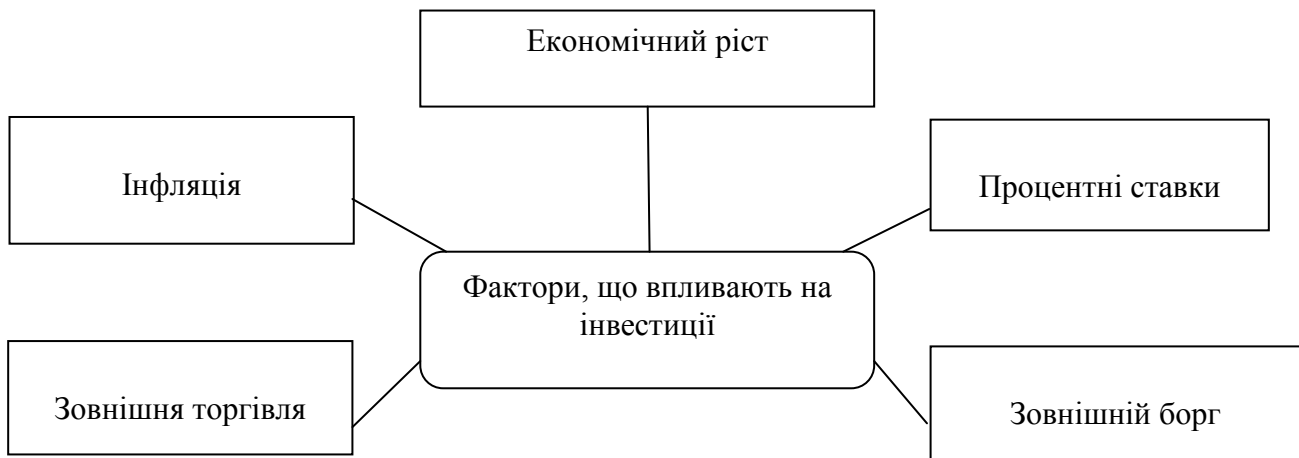 Економічний ріст
Інфляція
Процентні ставки
Фактори, що впливають на
інвестиції
Зовнішня торгівля
Зовнішній борг